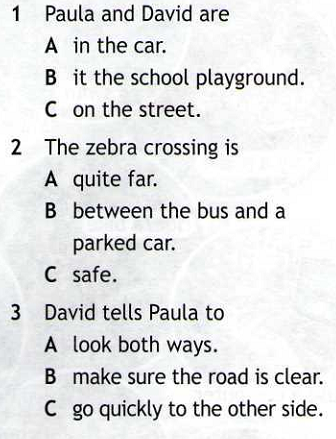 1 Paula and David are
A in the car.
B it the school playground.
C on the street.
2 The zebra crossing is
A quite far.
B between the bus and a
parked car.
C safe.
3 David tells Paula to
A look both ways.
B make sure the road is clear.
C go quickly to the other side.